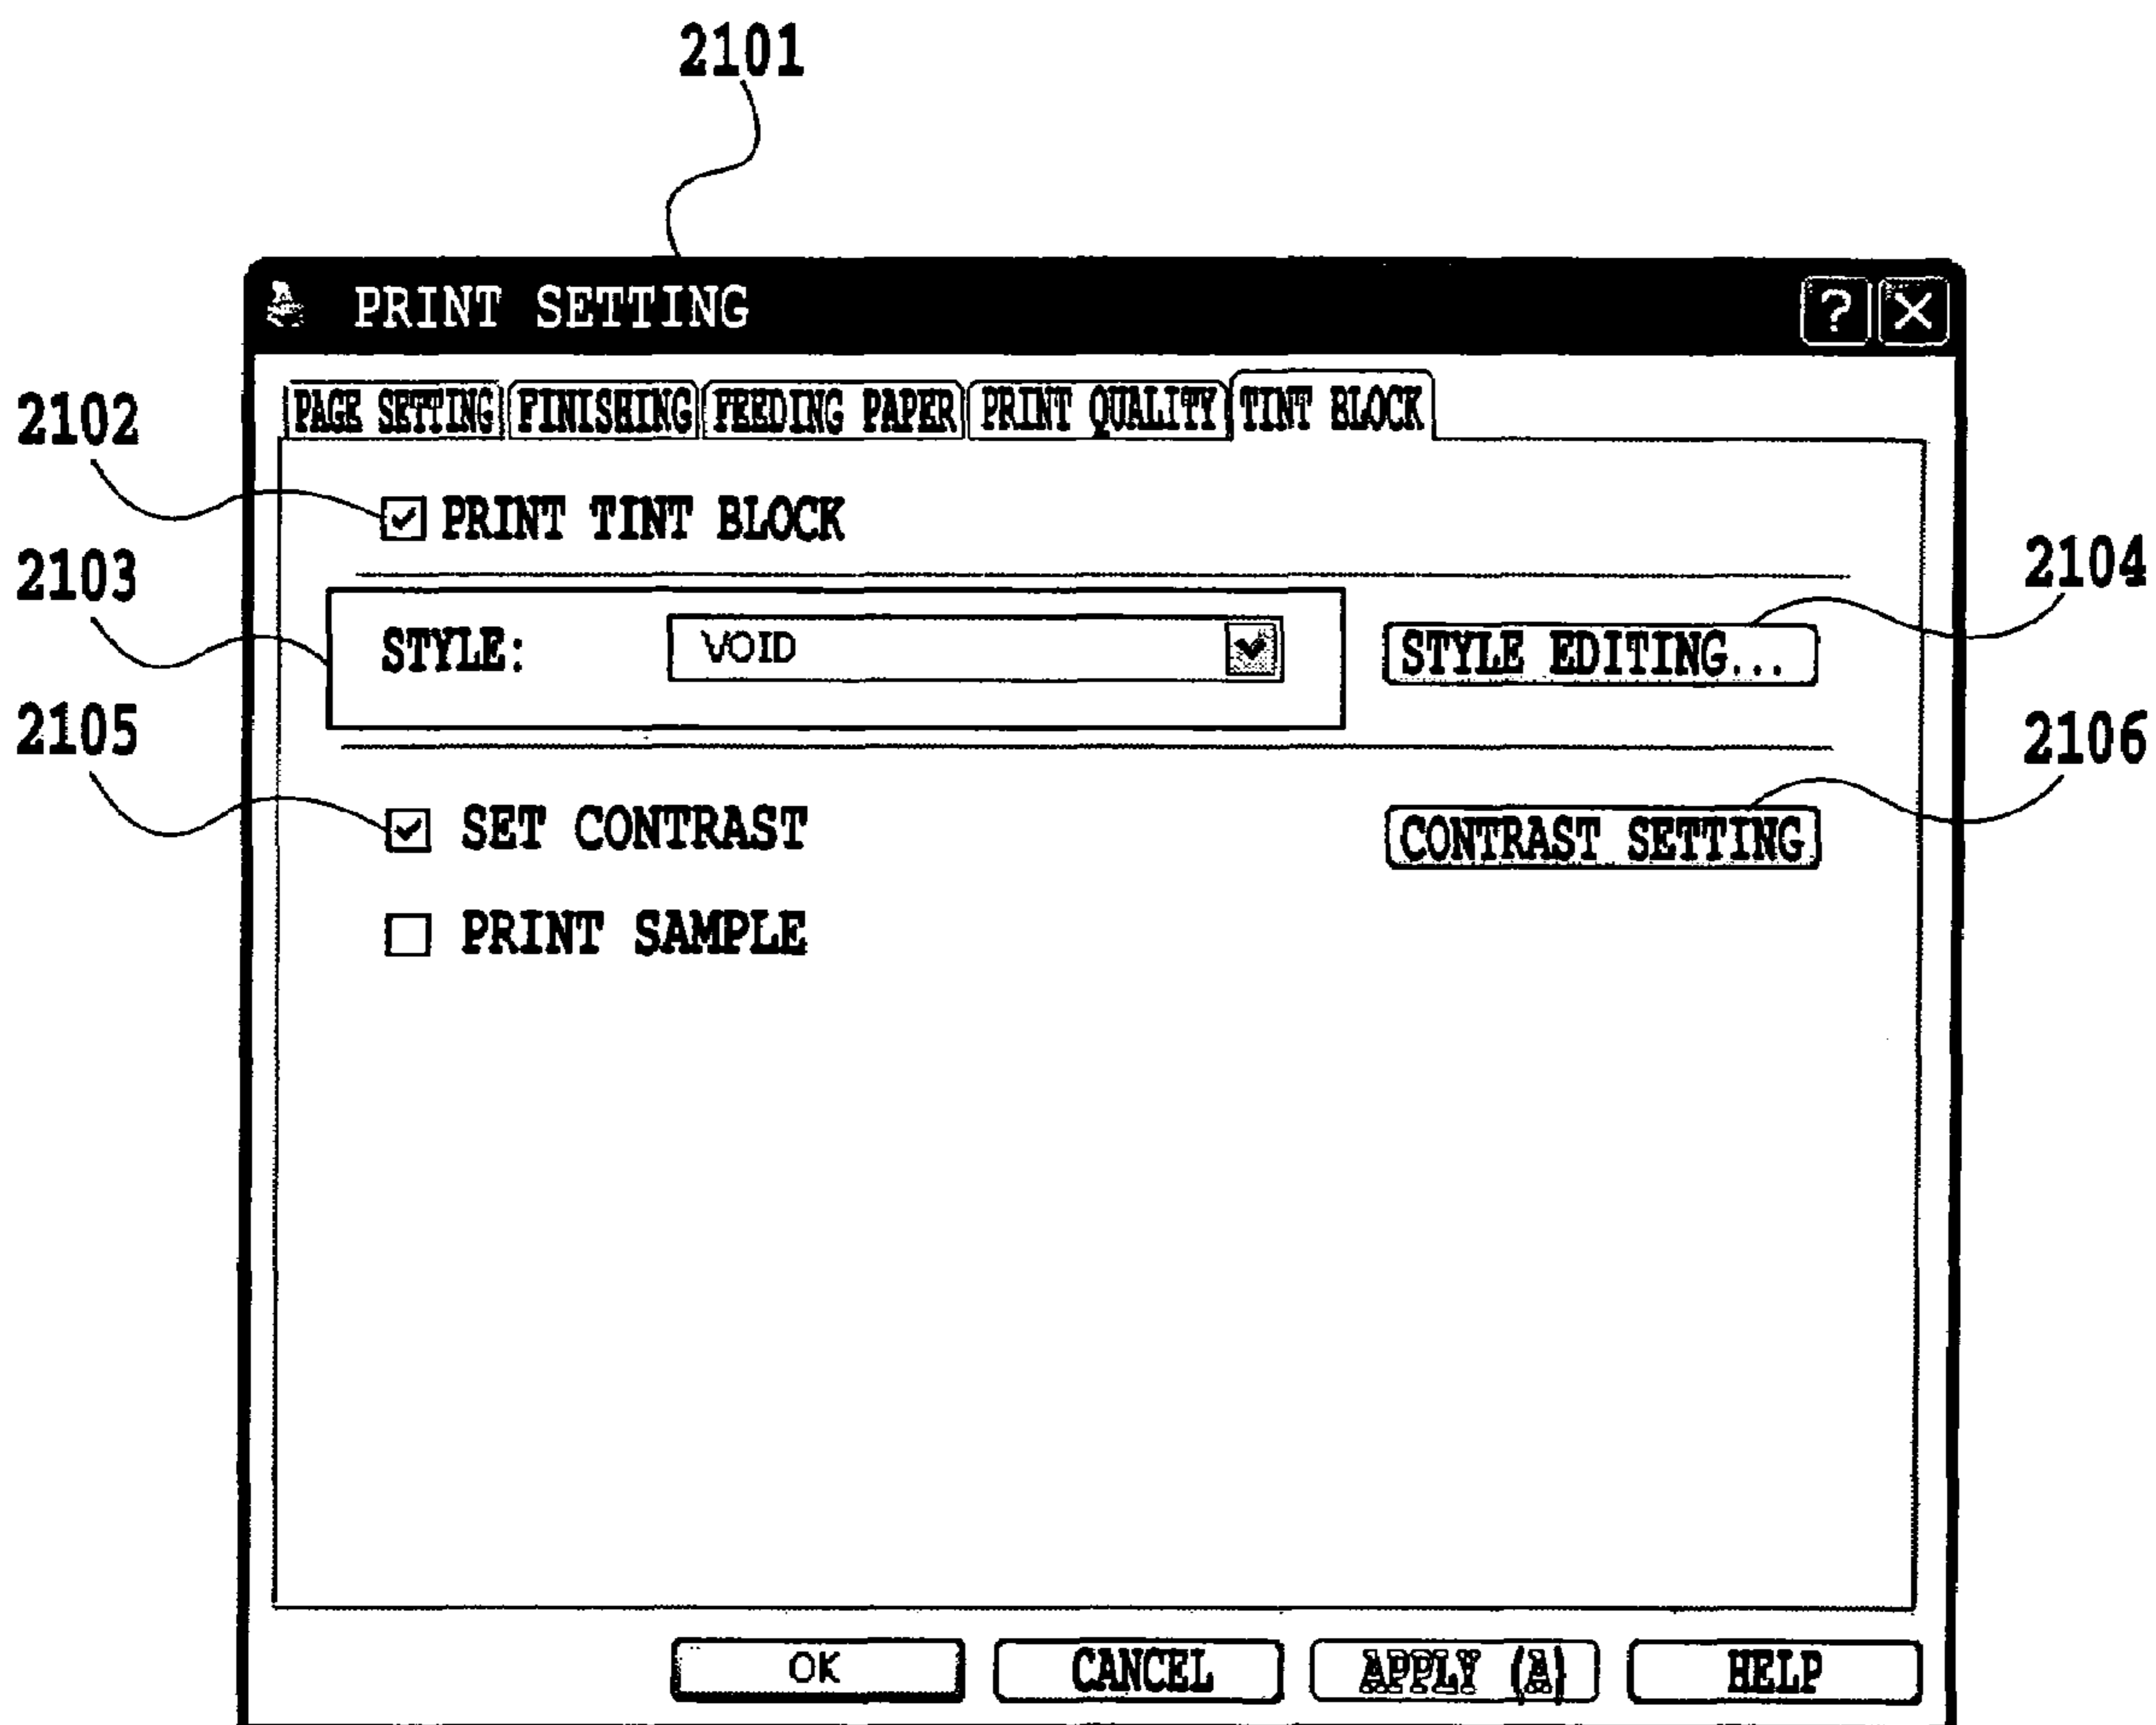 2101
PRINT SETTING ? X
2102
PAGE SETTING FINISHING FEEDING PAPER PRINT QUALITY TINT BLOCK
PRINT TINT BLOCK
2103
STYLE: VOID STYLE EDITING...
2104
2105
SET CONTRAST CONTRAST SETTING
2106
PRINT SAMPLE
OK CANCEL APPLY (A) HELP